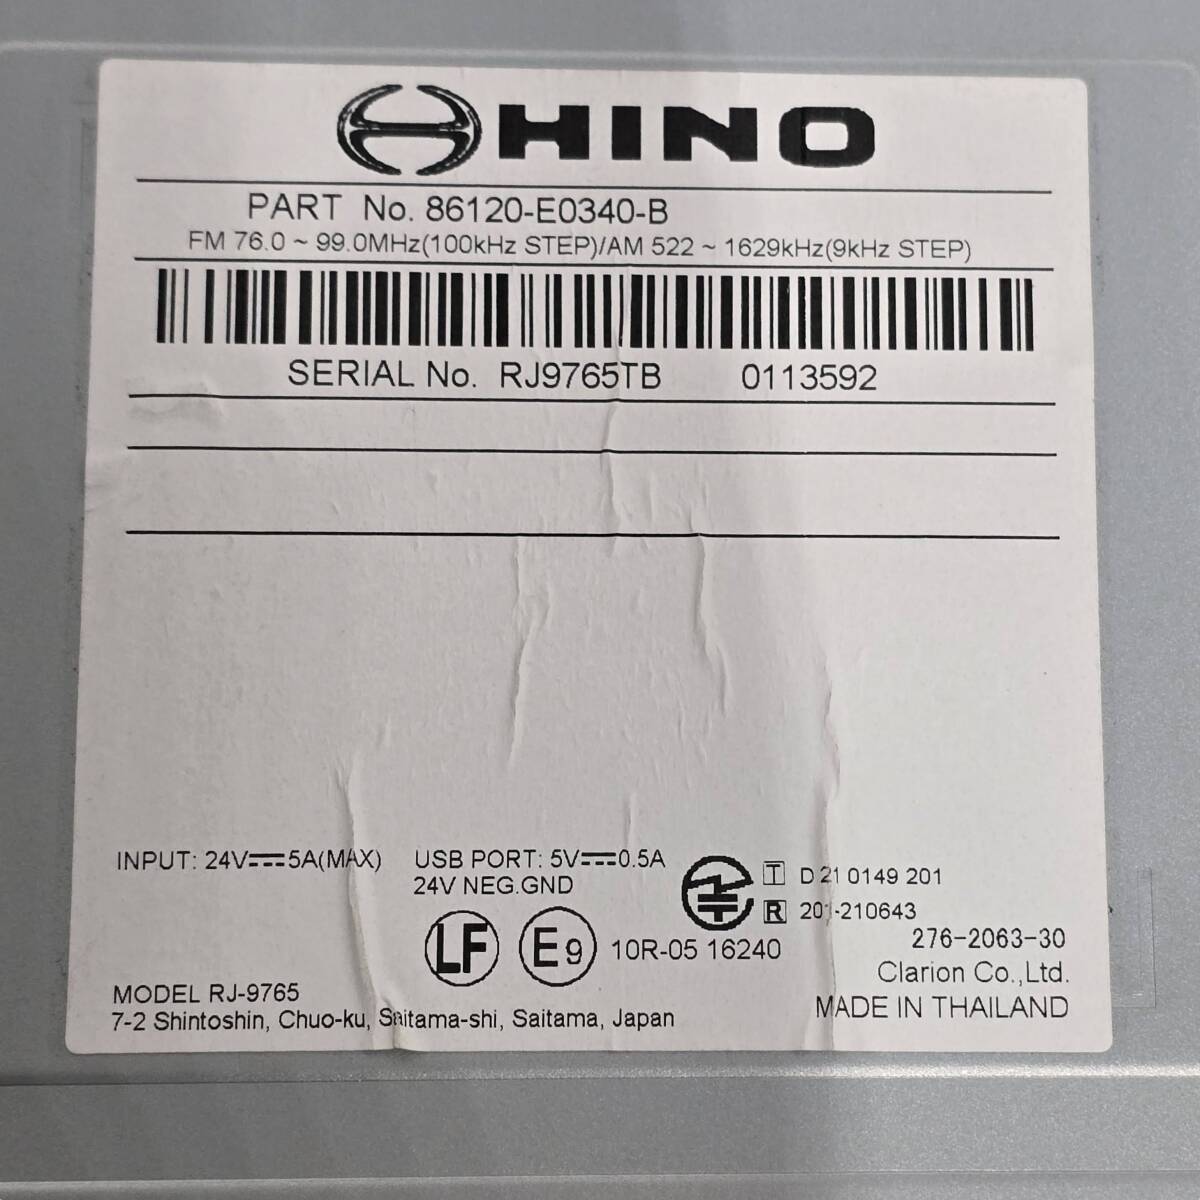 HINO
PART No. 86120-E0340-B
FM 76.0 ~ 99.0MHz(100kHz STEP)/AM 522 ~ 1629kHz(9kHz STEP)
SERIAL No. RJ9765TB 0113592
INPUT: 24V⎓5A(MAX) USB PORT: 5V⎓0.5A
24V NEG.GND
T D 21 0149 201
R 201-210643
LF E9 10R-05 16240
276-2063-30
Clarion Co.,Ltd.
MADE IN THAILAND
MODEL RJ-9765
7-2 Shintoshin, Chuo-ku, Saitama-shi, Saitama, Japan